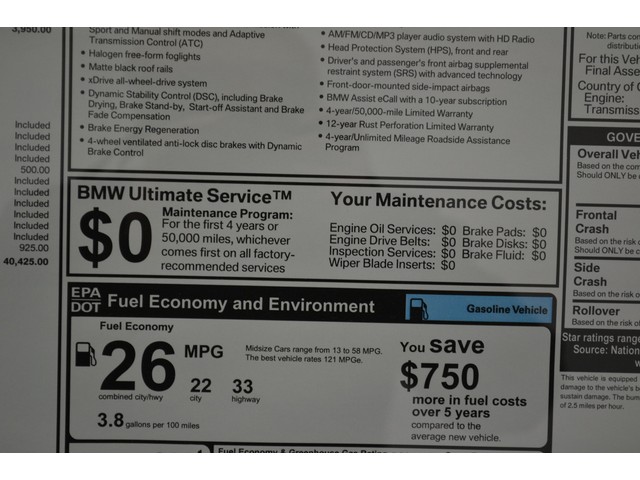 3,950.00
Included
Included
Included
Included
500.00
Included
Included
Included
Included
Included
Included
925.00
40,425.00
Sport and Manual shift modes and Adaptive
Transmission Control (ATC)
• Halogen free-form foglights
• Matte black roof rails
• xDrive all-wheel-drive system
• Dynamic Stability Control (DSC), including Brake
Drying, Brake Stand-by, Start-off Assistant and Brake
Fade Compensation
• Brake Energy Regeneration
• 4-wheel ventilated anti-lock disc brakes with Dynamic
Brake Control
• AM/FM/CD/MP3 player audio system with HD Radio
• Head Protection System (HPS), front and rear
• Driver's and passenger's front airbag supplemental
restraint system (SRS) with advanced technology
• Front-door-mounted side-impact airbags
• BMW Assist eCall with a 10-year subscription
• 4-year/50,000-mile Limited Warranty
• 12-year Rust Perforation Limited Warranty
• 4-year/Unlimited Mileage Roadside Assistance
Program
BMW Ultimate Service™
$0
Maintenance Program:
For the first 4 years or
50,000 miles, whichever
comes first on all factory-
recommended services
Your Maintenance Costs:
Engine Oil Services: $0 Brake Pads: $0
Engine Drive Belts: $0 Brake Disks: $0
Inspection Services: $0 Brake Fluid: $0
Wiper Blade Inserts: $0
EPA
DOT
Fuel Economy and Environment
Gasoline Vehicle
Fuel Economy
26 MPG
combined city/hwy
22
city
33
highway
Midsize Cars range from 13 to 58 MPG.
The best vehicle rates 121 MPGe.
3.8 gallons per 100 miles
You save
$750
more in fuel costs
over 5 years
compared to the
average new vehicle.
Note: Parts con
distributi
For this Veh
Final Asse
Country of O
Engine:
Transmiss
GOVE
Overall Veh
Based on the com
Should ONLY be c
Frontal
Crash
Based on the risk o
Should ONLY be c
Side
Crash
Based on the risk o
Rollover
Based on the risk of
Star ratings range
Source: Nation
This vehicle is equipped
damage to the vehicle's b
sustain damage. The bum
of 2.5 miles per hour.